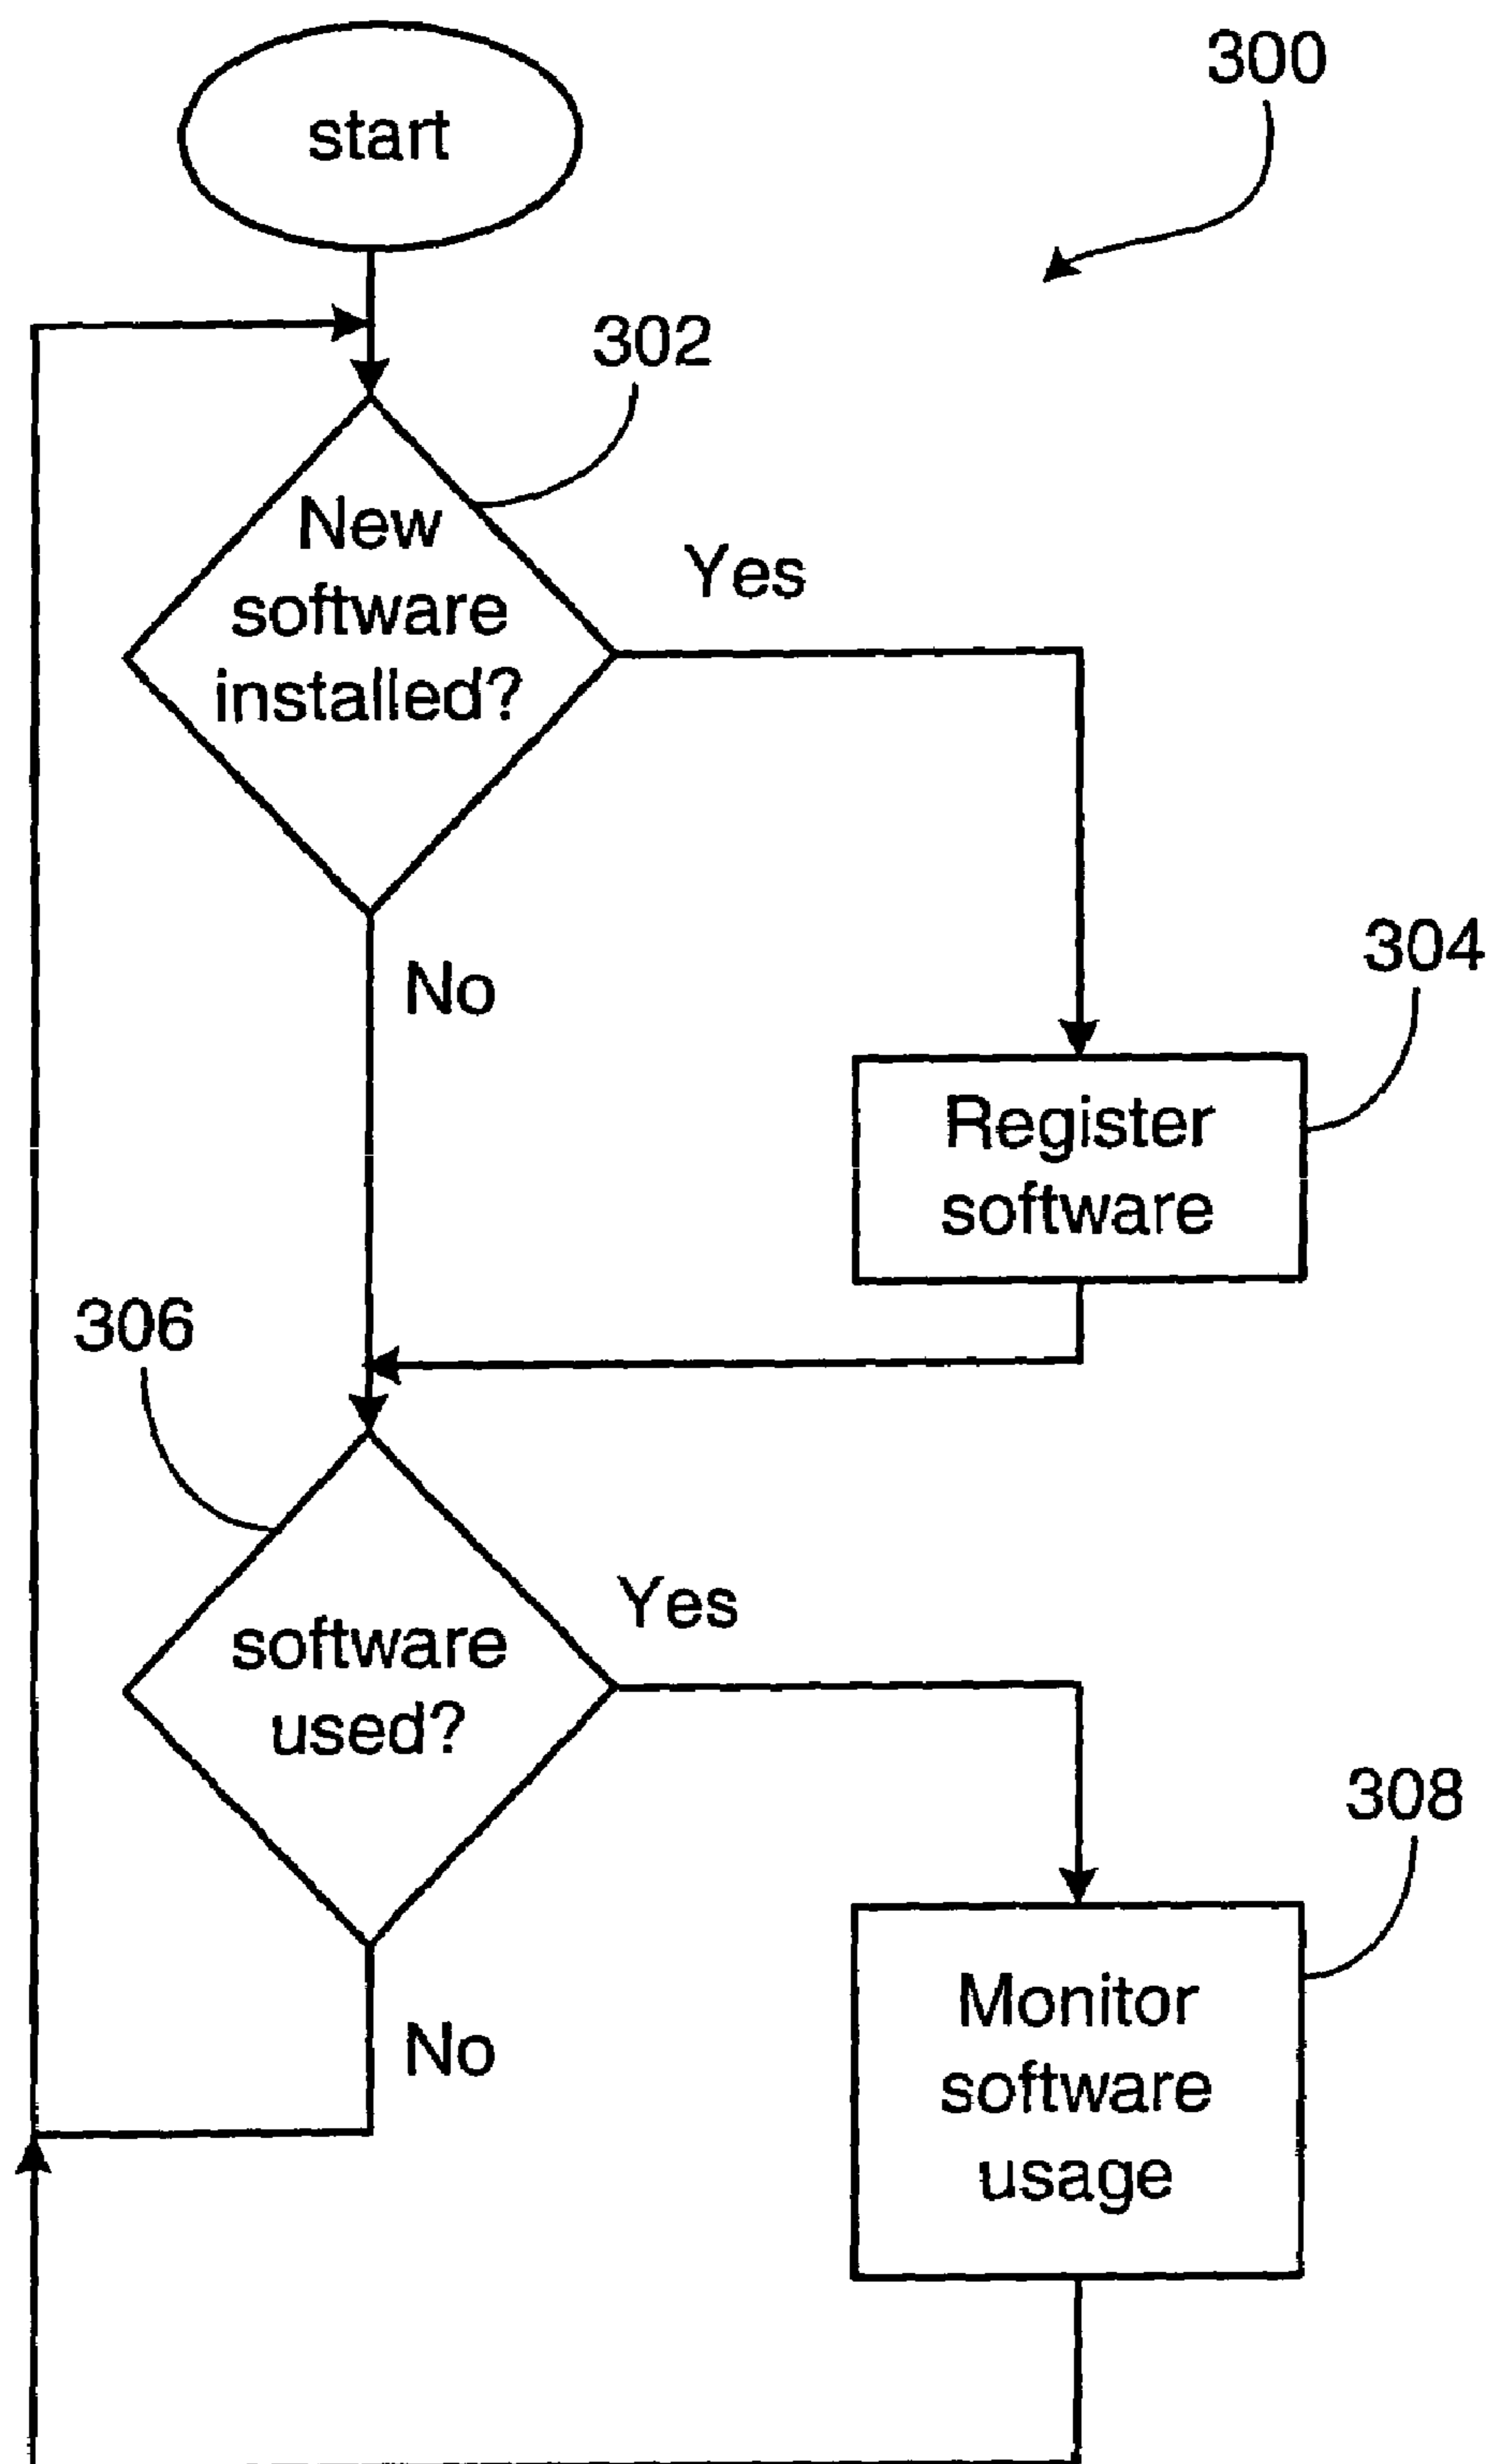 start
300
302
New
software
installed?
Yes
No
304
Register
software
306
software
used?
Yes
No
308
Monitor
software
usage